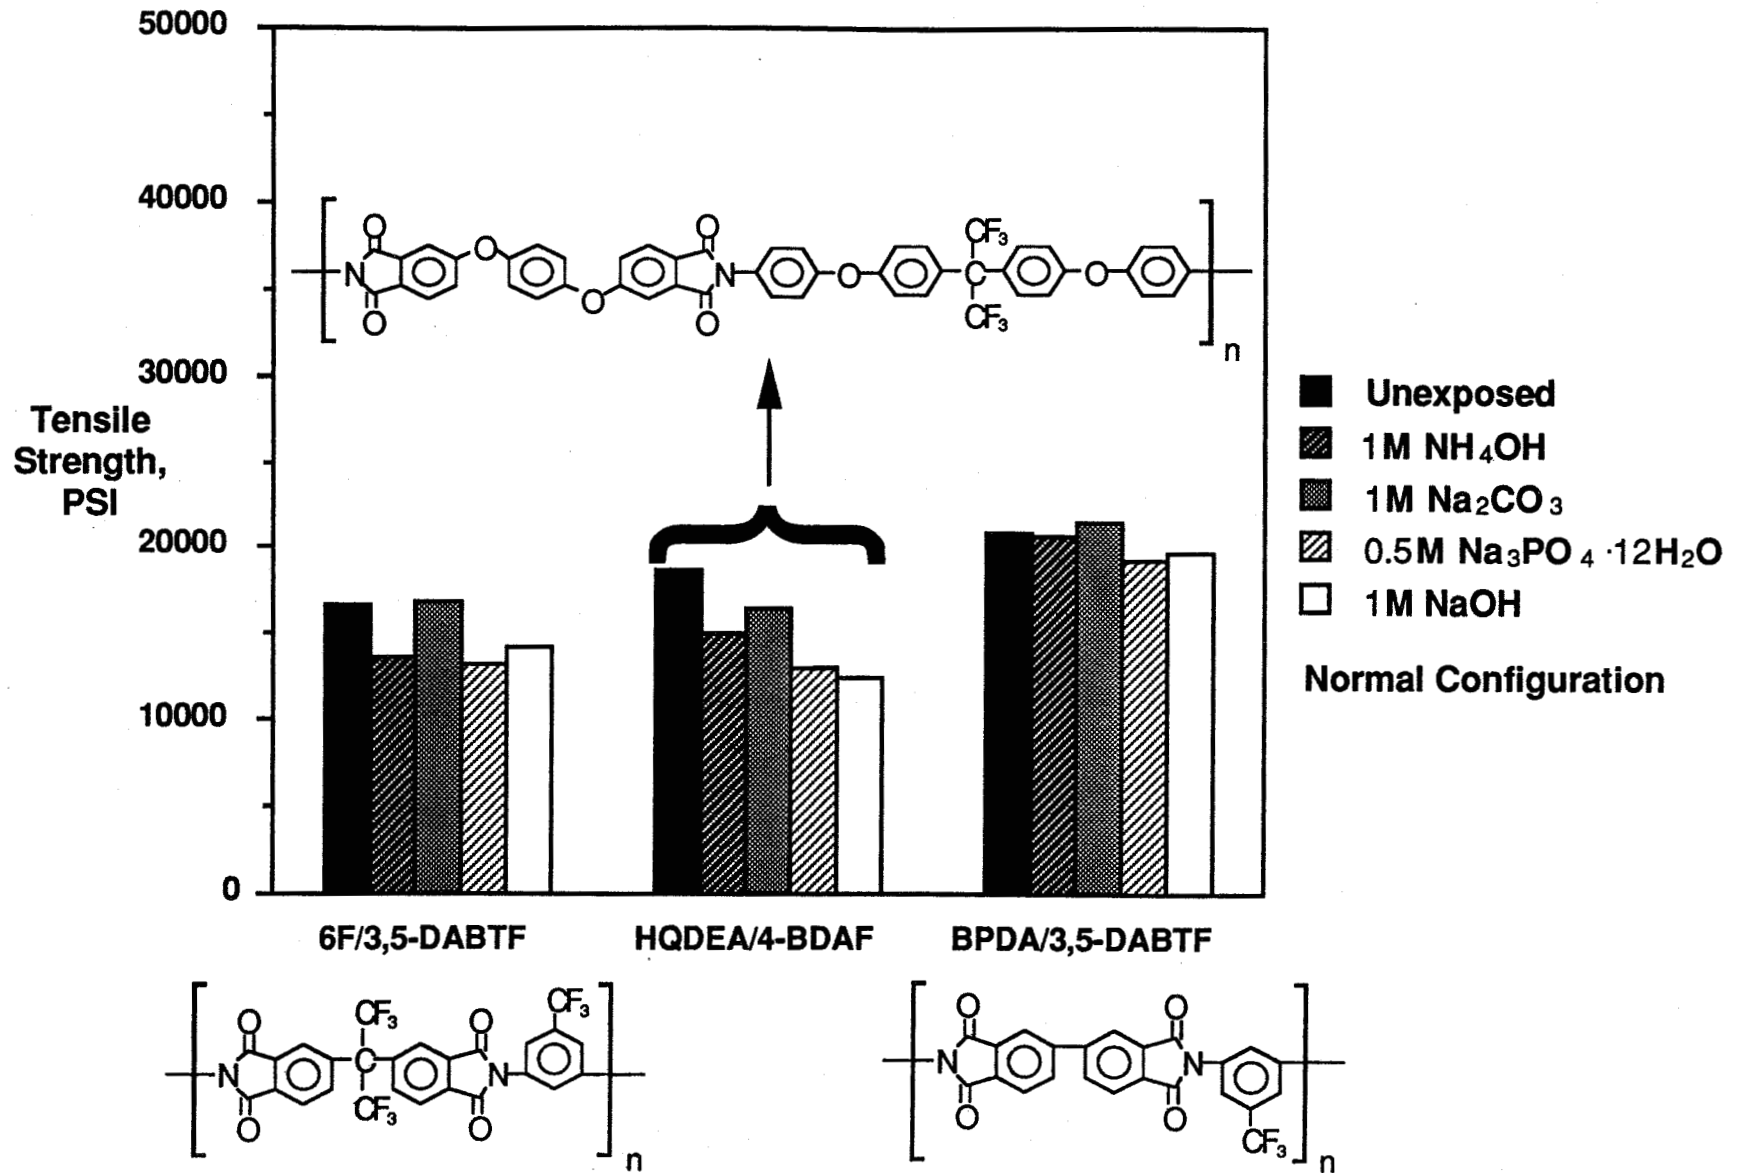 50000
40000
30000
20000
10000
0
Tensile
Strength,
PSI
O O O O CF₃
N O O N O C O
O O CF₃
n
Unexposed
1M NH₄OH
1M Na₂CO₃
0.5M Na₃PO₄ ·12H₂O
1M NaOH
Normal Configuration
6F/3,5-DABTF
HQDEA/4-BDAF
BPDA/3,5-DABTF
O CF₃ O CF₃
N C N
O CF₃ O
n
O O
N N
O O CF₃
n